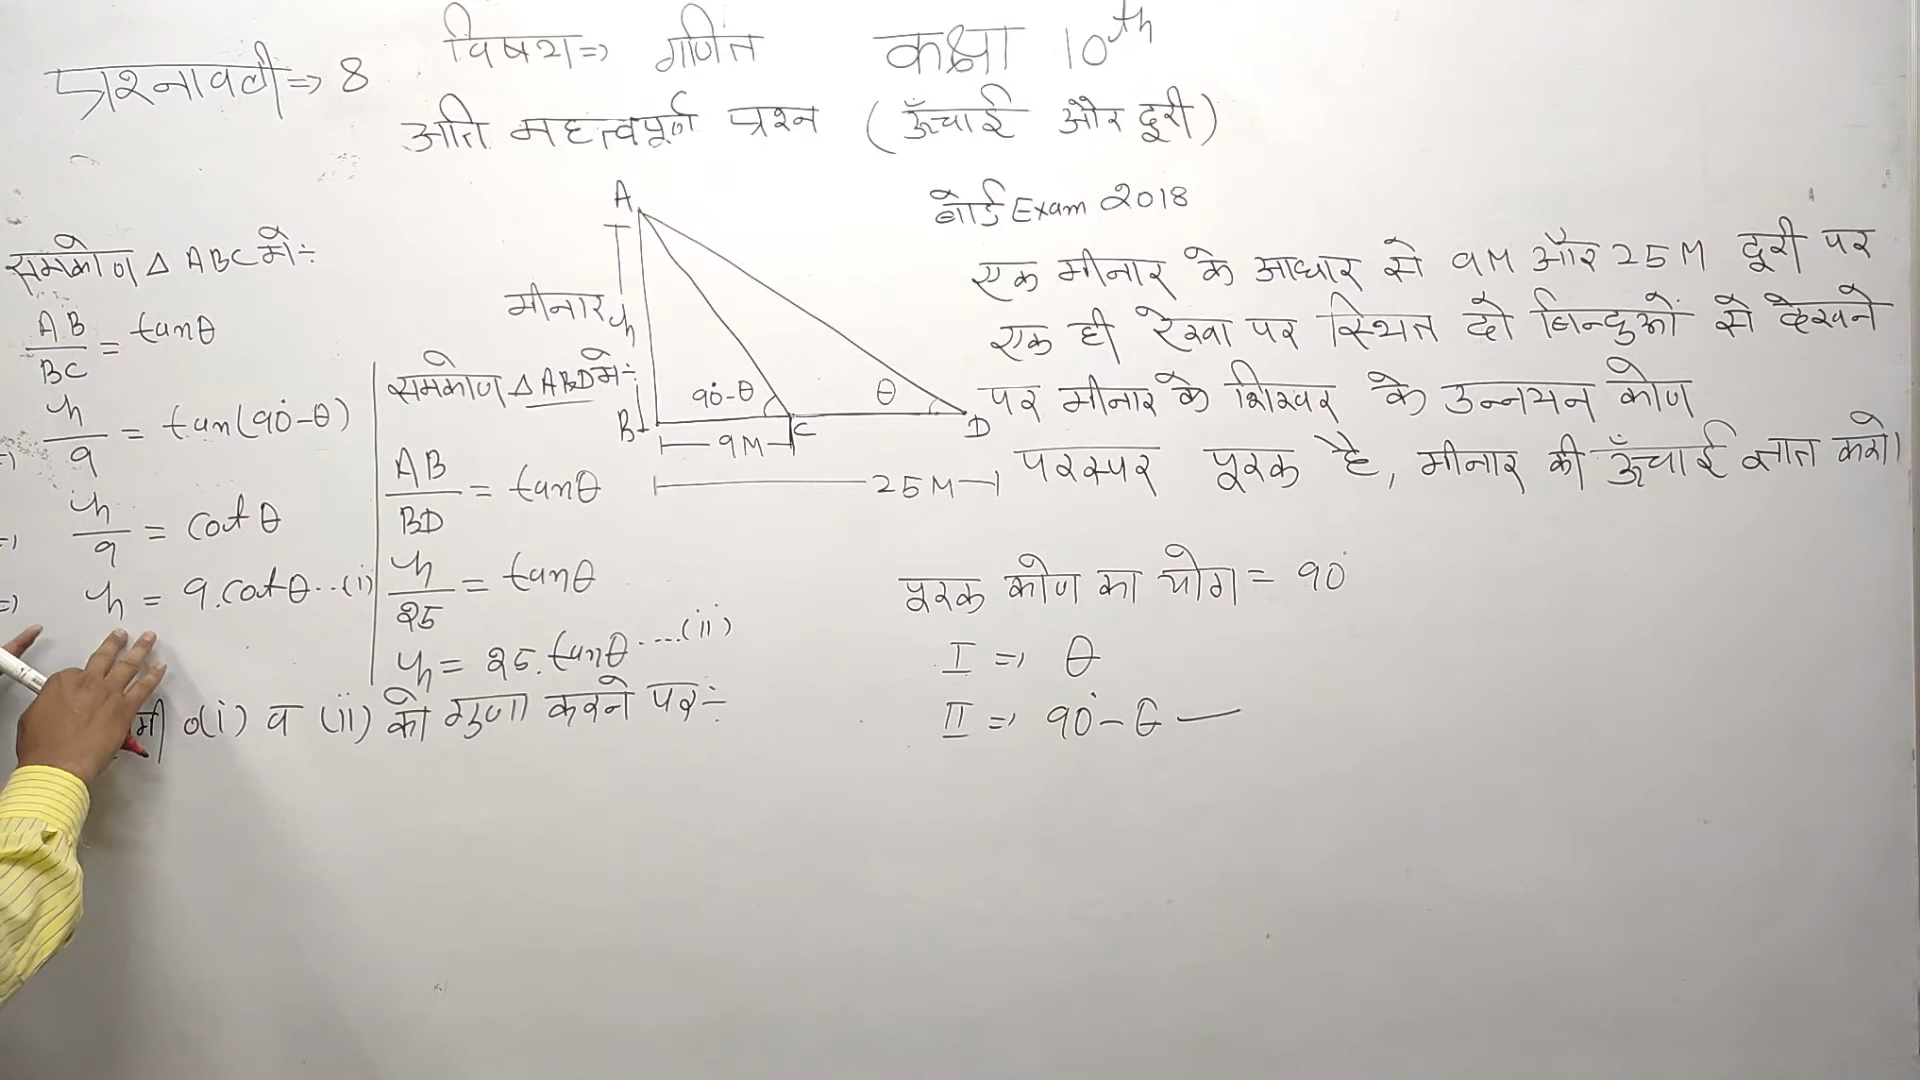 विषय=> गणित कक्षा 10th
प्रश्नावली=> 8
अति महत्वपूर्ण प्रश्न (ऊँचाई और दूरी)
बोर्ड Exam 2018
एक मीनार के आधार से 9M और 25M दूरी पर
एक ही रेखा पर स्थित दो बिन्दुओं से देखने
पर मीनार के शिखर के उन्नयन कोण
परस्पर पूरक है, मीनार की ऊँचाई ज्ञात करो।
A
मीनार h
90°-θ θ
B C D
9M
25M
समकोण Δ ABC में ÷
AB/BC = tanθ
h/9 = tan(90°-θ)
=) h/9 = cot θ
=) h = 9.cotθ...(i)
समकोण Δ ABD में ÷
AB/BD = tanθ
h/25 = tanθ
h = 25.tanθ....(ii)
मी० (i) व (ii) को गुणा करने पर ÷
पूरक कोण का योग = 90°
I => θ
II => 90°-θ —